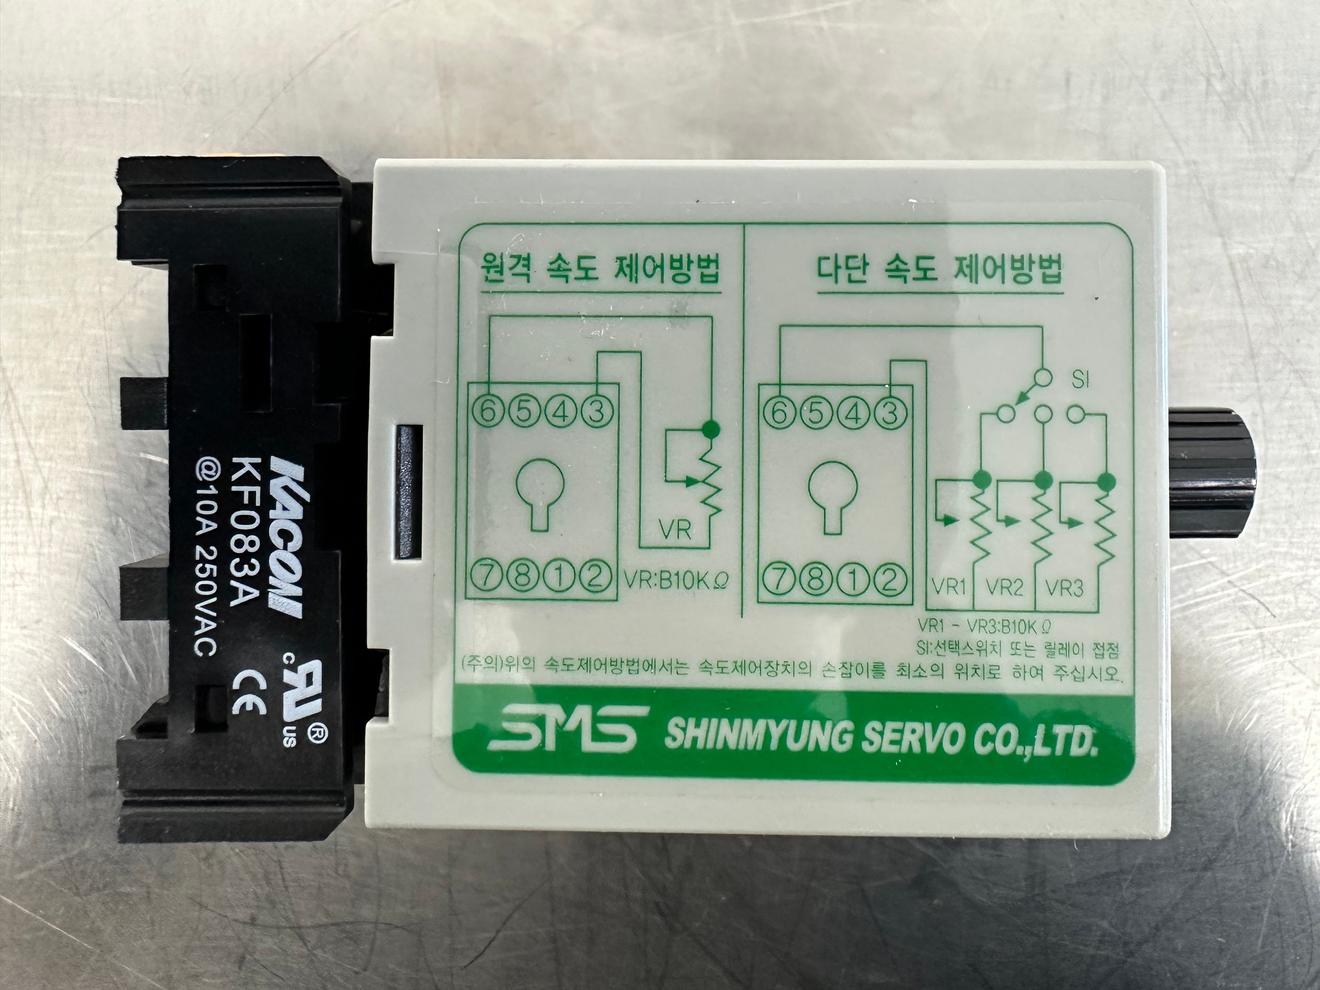 원격 속도 제어방법
⑥⑤④③
VR
⑦⑧①②
VR:B10KΩ
다단 속도 제어방법
SI
⑥⑤④③
⑦⑧①②
VR1 VR2 VR3
VR1 - VR3:B10KΩ
SI:선택스위치 또는 릴레이 접점
(주의)위의 속도제어방법에서는 속도제어장치의 손잡이를 최소의 위치로 하여 주십시오.
SMS SHINMYUNG SERVO CO.,LTD.
KACON
KF083A
@10A 250VAC
c UR us ®
CE